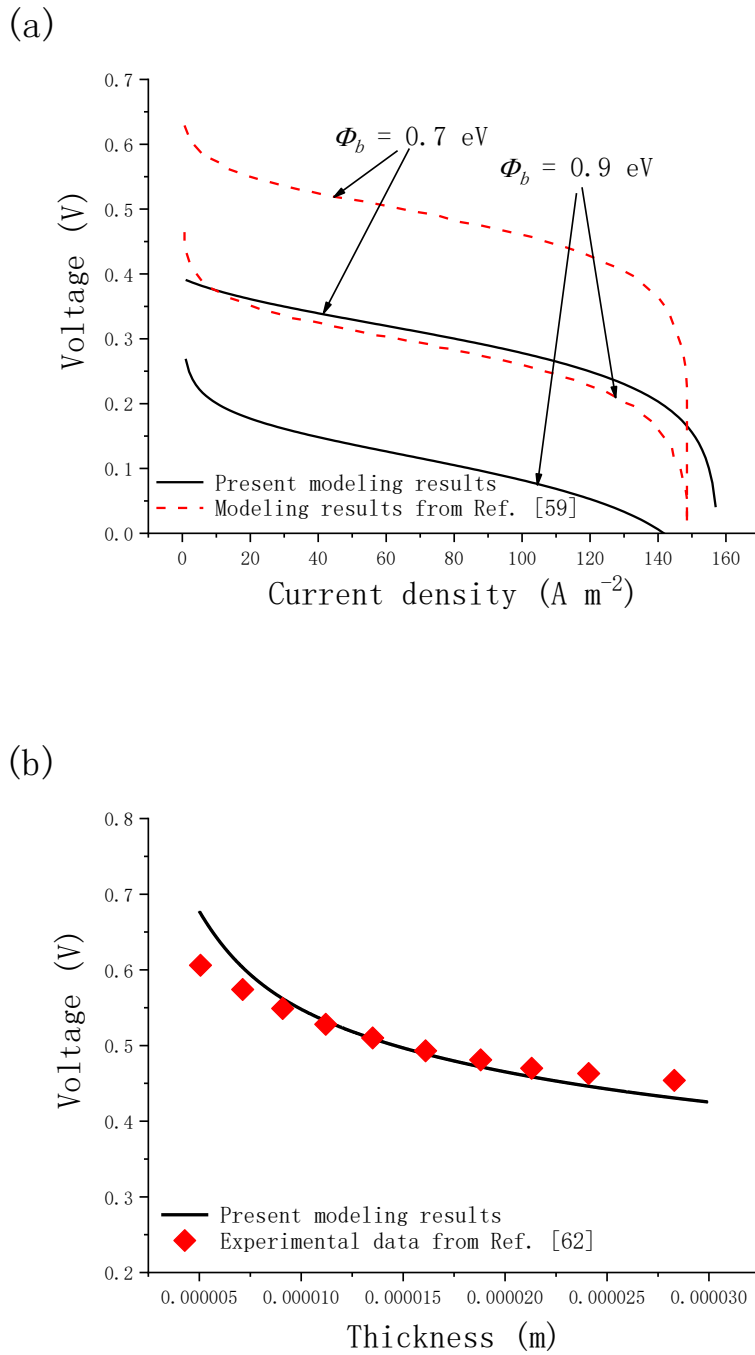 (a)
0.7
0.6
0.5
0.4
0.3
0.2
0.1
0.0
Voltage (V)
Φb = 0.7 eV
Φb = 0.9 eV
Present modeling results
Modeling results from Ref. [59]
0 20 40 60 80 100 120 140 160
Current density (A m⁻²)
(b)
0.8
0.7
0.6
0.5
0.4
0.3
0.2
Voltage (V)
Present modeling results
Experimental data from Ref. [62]
0.000005 0.000010 0.000015 0.000020 0.000025 0.000030
Thickness (m)